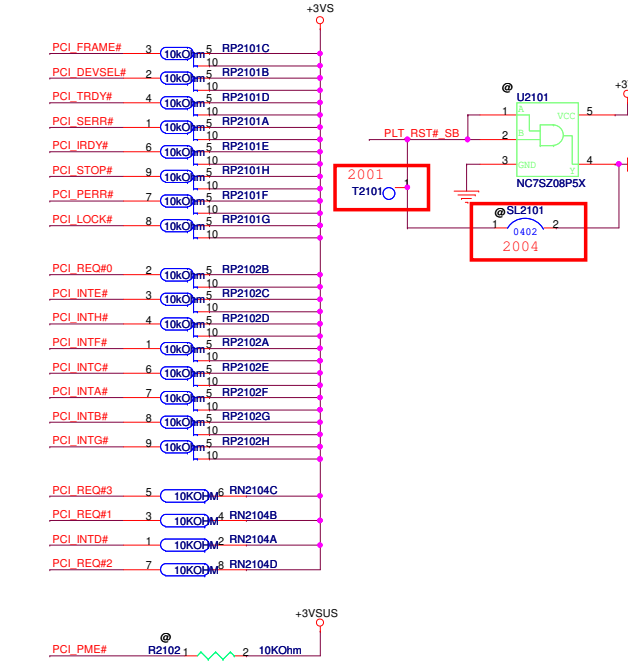 +3VS
PCI_FRAME# 3 10kOhm 5 RP2101C
10
PCI_DEVSEL# 2 10kOhm 5 RP2101B
10
PCI_TRDY# 4 10kOhm 5 RP2101D
10
PCI_SERR# 1 10kOhm 5 RP2101A
10
PCI_IRDY# 6 10kOhm 5 RP2101E
10
PCI_STOP# 9 10kOhm 5 RP2101H
10
PCI_PERR# 7 10kOhm 5 RP2101F
10
PCI_LOCK# 8 10kOhm 5 RP2101G
10
PCI_REQ#0 2 10kOhm 5 RP2102B
10
PCI_INTE# 3 10kOhm 5 RP2102C
10
PCI_INTH# 4 10kOhm 5 RP2102D
10
PCI_INTF# 1 10kOhm 5 RP2102A
10
PCI_INTC# 6 10kOhm 5 RP2102E
10
PCI_INTA# 7 10kOhm 5 RP2102F
10
PCI_INTB# 8 10kOhm 5 RP2102G
10
PCI_INTG# 9 10kOhm 5 RP2102H
10
PCI_REQ#3 5 10KOHM 6 RN2104C
PCI_REQ#1 3 10KOHM 4 RN2104B
PCI_INTD# 1 10KOHM 2 RN2104A
PCI_REQ#2 7 10KOHM 8 RN2104D
+3VSUS
@
PCI_PME# R2102 1 2 10KOhm
@
U2101
+3
1 A VCC 5
PLT_RST#_SB 2 B
3 GND Y 4
NC7SZ08P5X
2001
T2101 1
@ SL2101
1 0402 2
2004